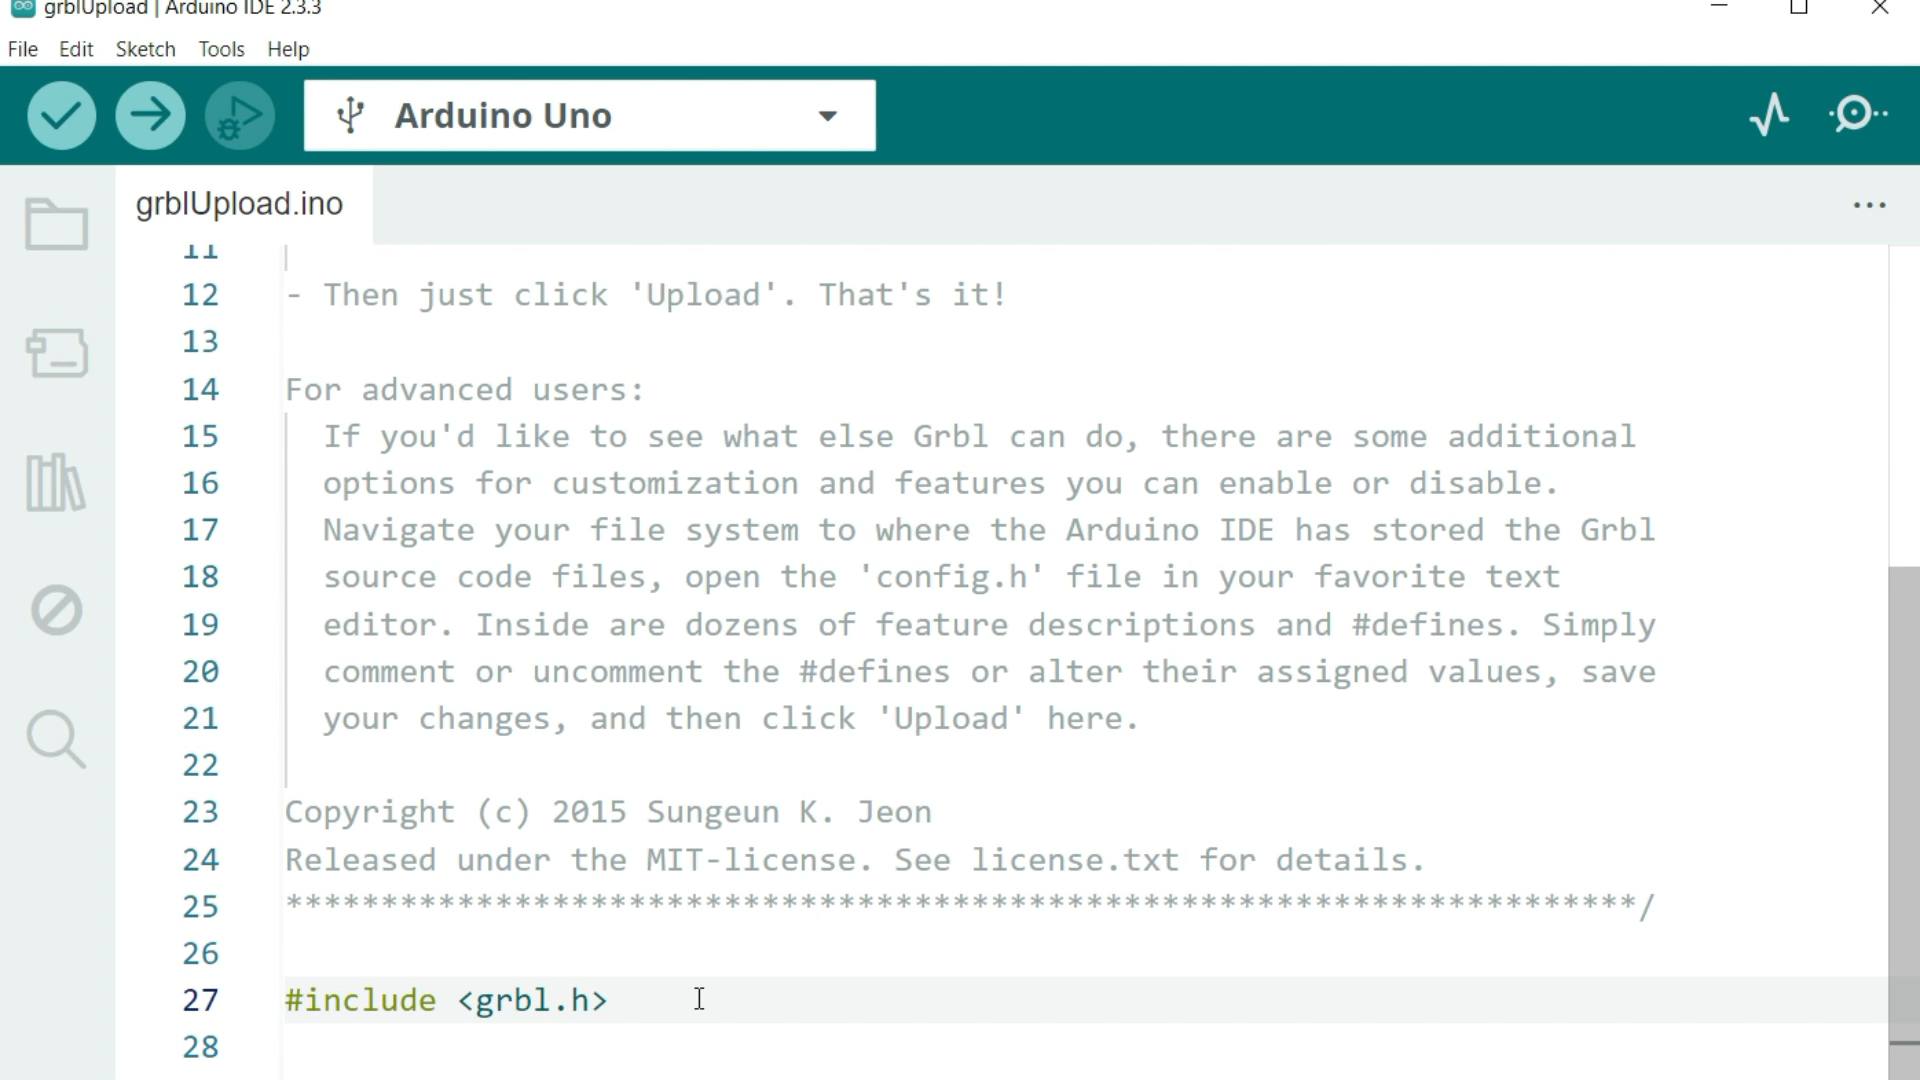 grblUpload | Arduino IDE 2.3.3
File Edit Sketch Tools Help
Arduino Uno
grblUpload.ino
11
12 - Then just click 'Upload'. That's it!
13
14 For advanced users:
15 If you'd like to see what else Grbl can do, there are some additional
16 options for customization and features you can enable or disable.
17 Navigate your file system to where the Arduino IDE has stored the Grbl
18 source code files, open the 'config.h' file in your favorite text
19 editor. Inside are dozens of feature descriptions and #defines. Simply
20 comment or uncomment the #defines or alter their assigned values, save
21 your changes, and then click 'Upload' here.
22
23 Copyright (c) 2015 Sungeun K. Jeon
24 Released under the MIT-license. See license.txt for details.
25 ***********************************************************************/
26
27 #include <grbl.h>
28